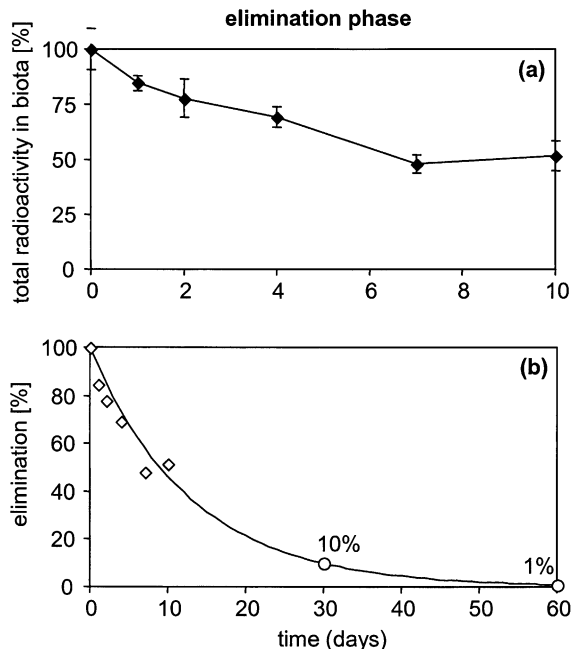 elimination phase
total radioactivity in biota [%]
100
75
50
25
0
(a)
0 2 4 6 8 10
elimination [%]
100
80
60
40
20
0
(b)
10%
1%
0 10 20 30 40 50 60
time (days)